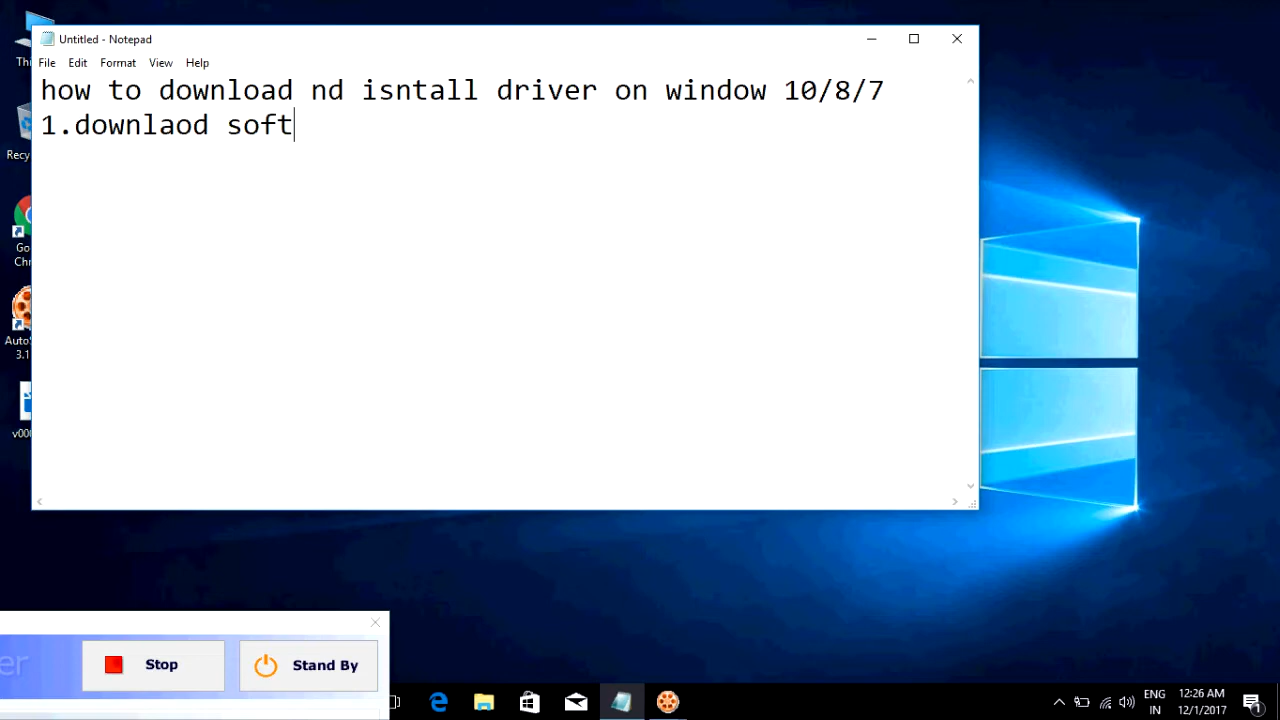 Untitled - Notepad
File Edit Format View Help
how to download nd isntall driver on window 10/8/7
1.downlaod soft
Stop
Stand By
ENG
IN
12:26 AM
12/1/2017
1